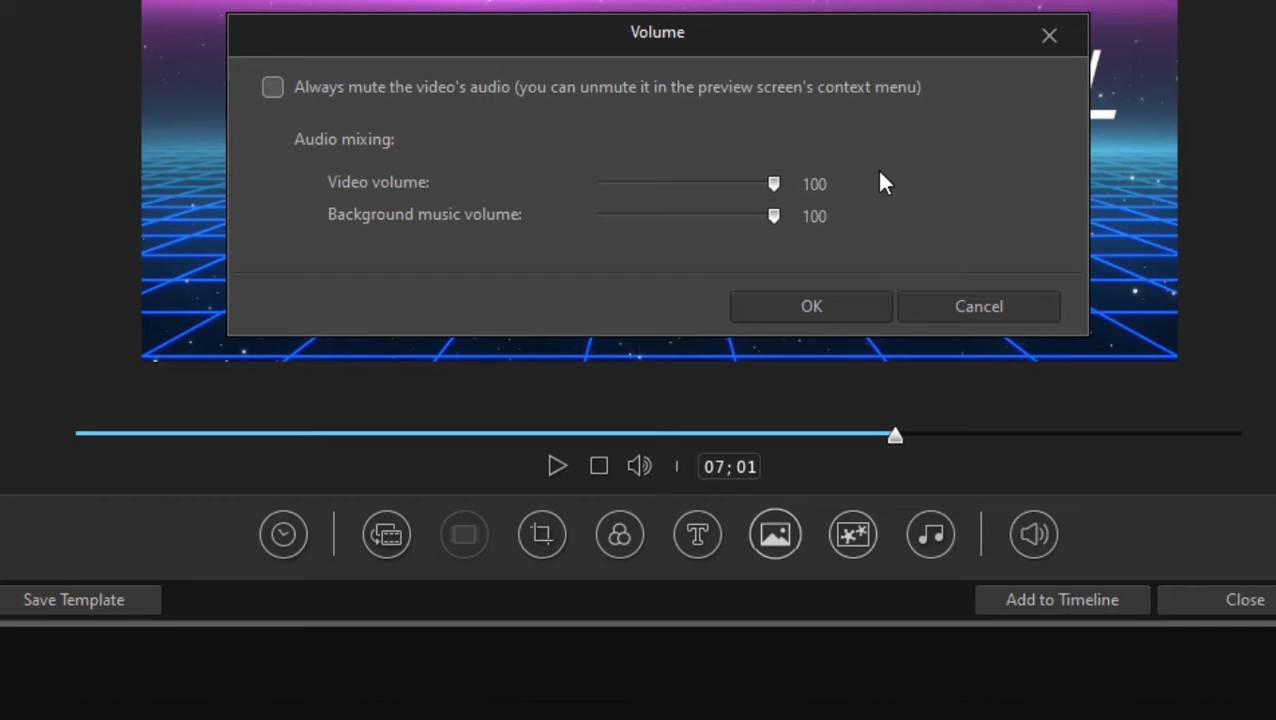 Volume
Always mute the video's audio (you can unmute it in the preview screen's context menu)
Audio mixing:
Video volume: 100
Background music volume: 100
OK Cancel
07;01
Save Template Add to Timeline Close